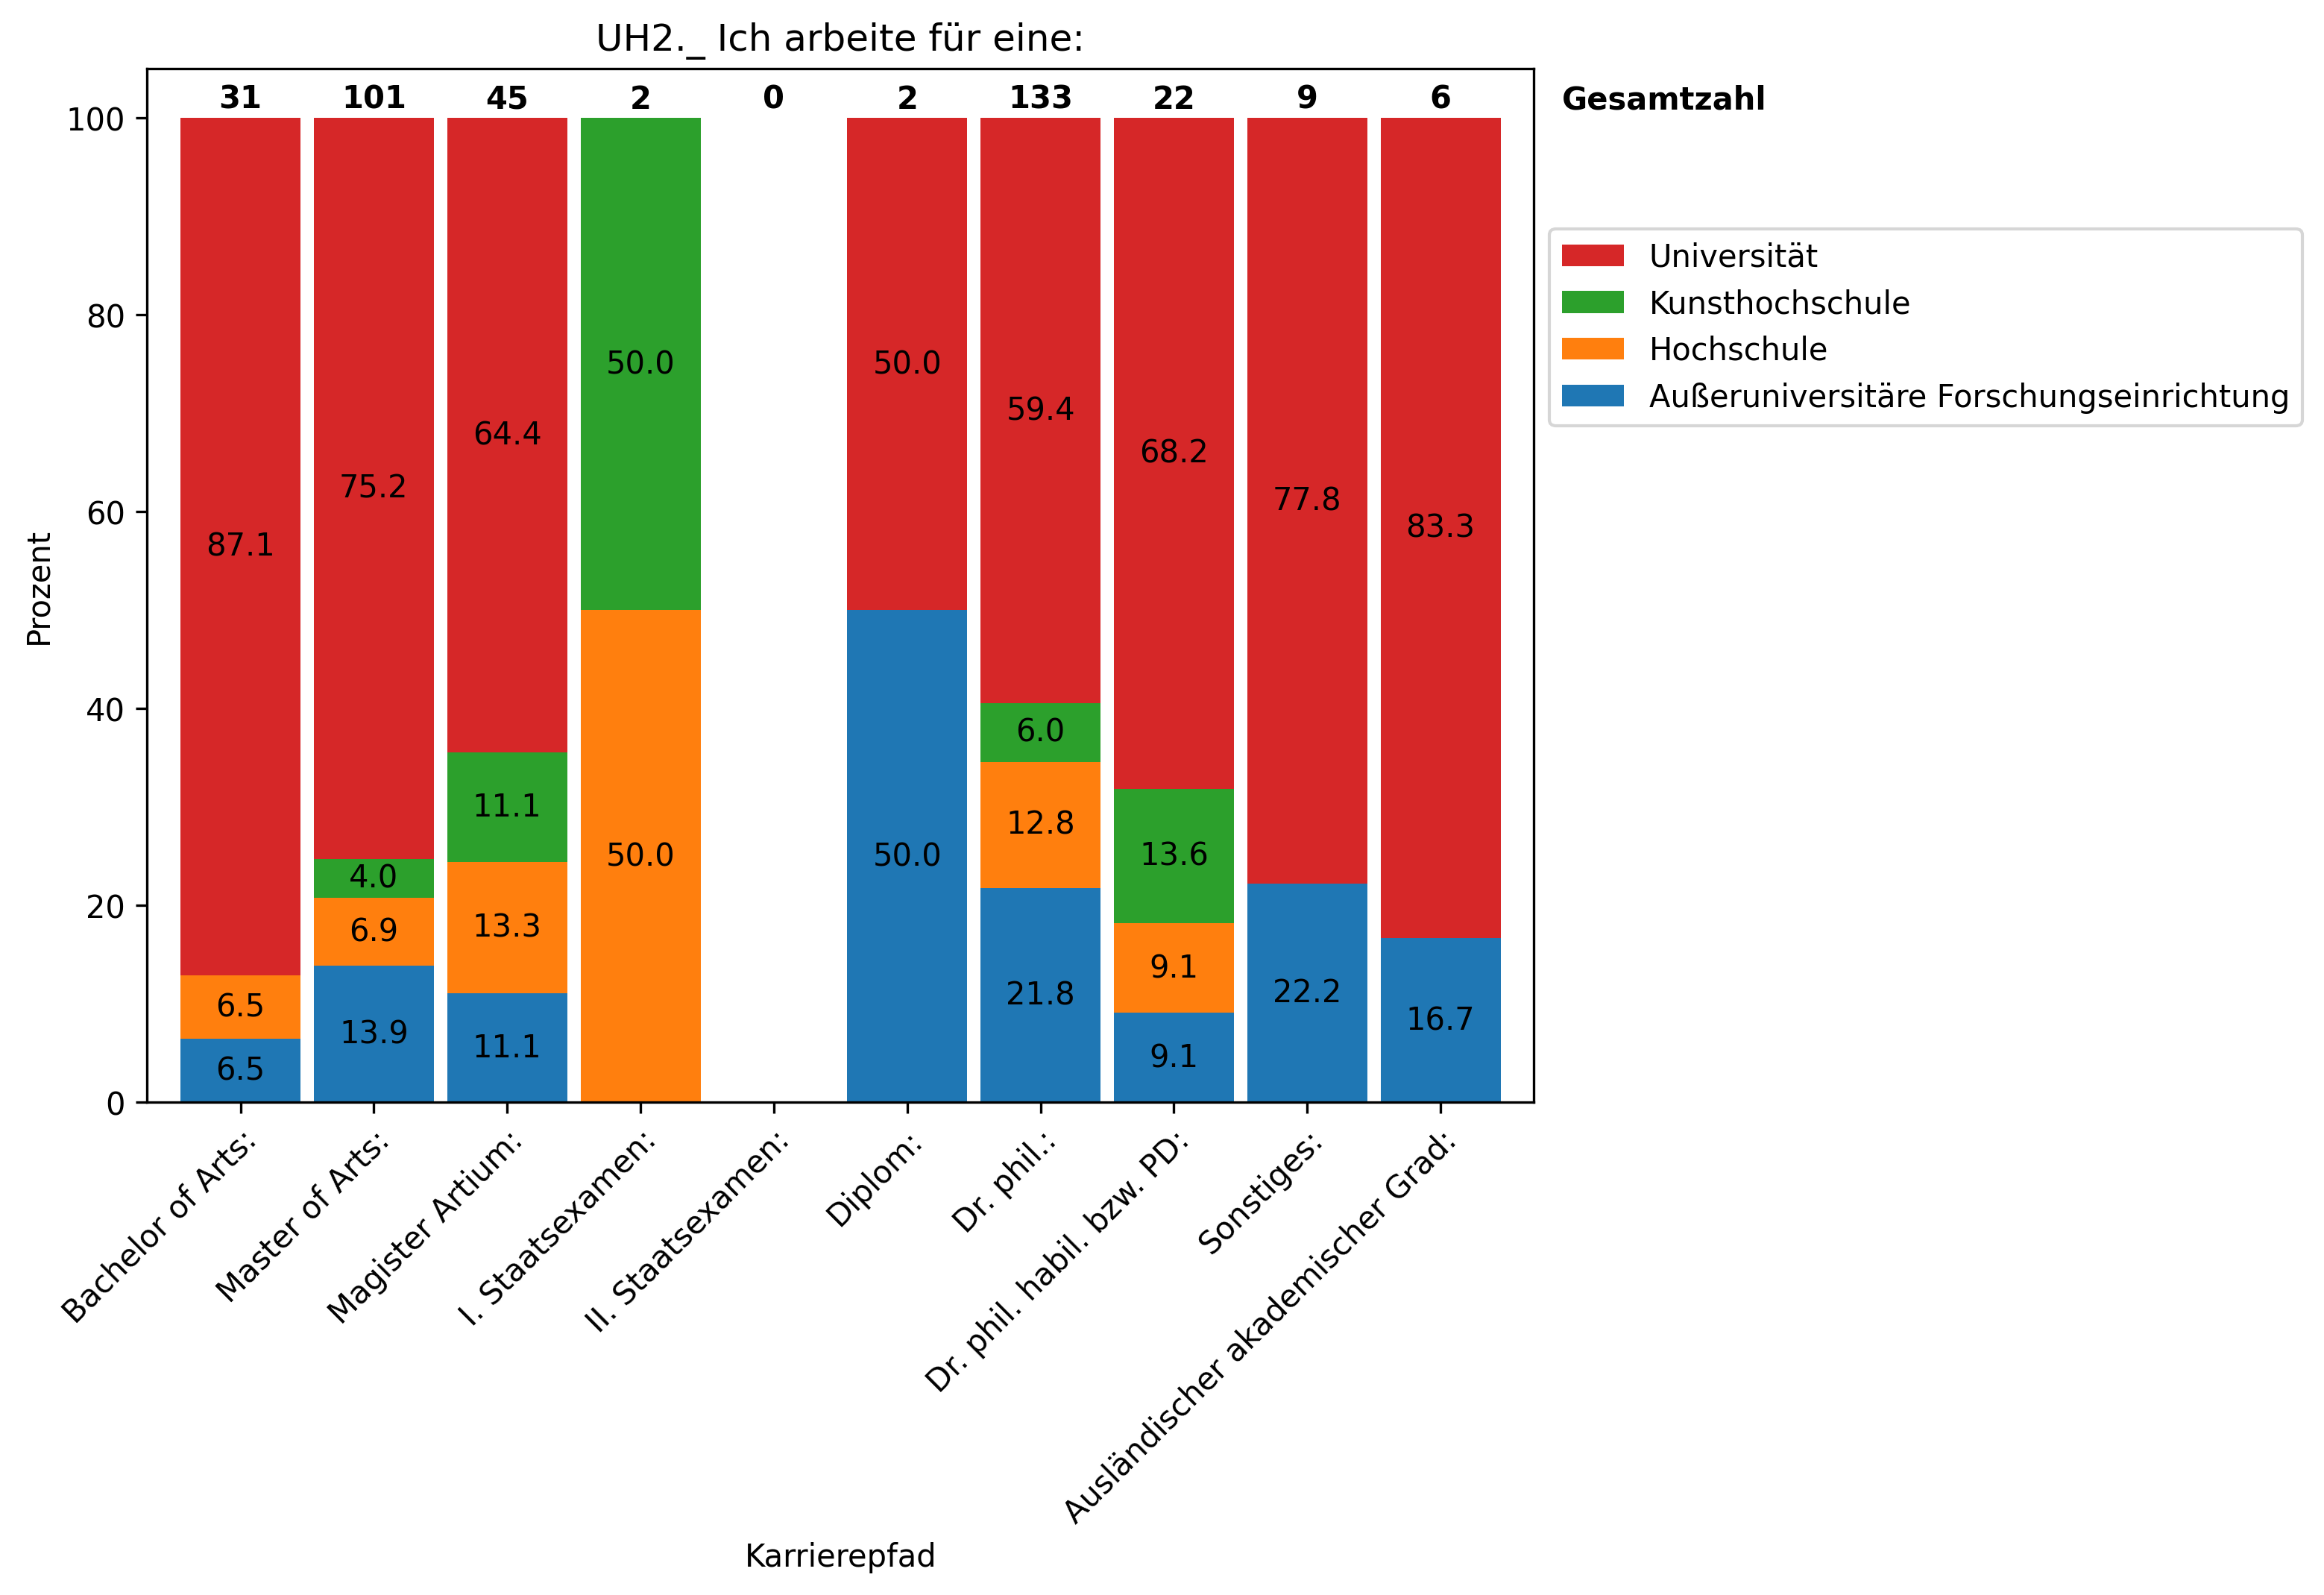 UH2._ Ich arbeite für eine:
31 101 45 2 0 2 133 22 9 6 Gesamtzahl
Universität
Kunsthochschule
Hochschule
Außeruniversitäre Forschungseinrichtung
Prozent
100
80
60
40
20
0
87.1
6.5
6.5
75.2
4.0
6.9
13.9
64.4
11.1
13.3
11.1
50.0
50.0
50.0
50.0
59.4
6.0
12.8
21.8
68.2
13.6
9.1
9.1
77.8
22.2
83.3
16.7
Bachelor of Arts:
Master of Arts:
Magister Artium:
I. Staatsexamen:
II. Staatsexamen:
Diplom:
Dr. phil.:
Dr. phil. habil. bzw. PD:
Sonstiges:
Ausländischer akademischer Grad:
Karrierepfad